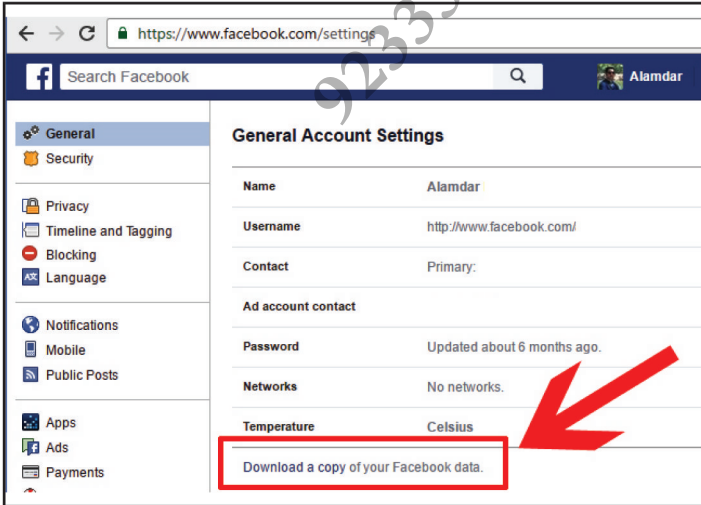 https://www.facebook.com/settings
f Search Facebook Alamdar
General
Security
Privacy
Timeline and Tagging
Blocking
Language
Notifications
Mobile
Public Posts
Apps
Ads
Payments
General Account Settings
Name Alamdar
Username http://www.facebook.com/
Contact Primary:
Ad account contact
Password Updated about 6 months ago.
Networks No networks.
Temperature Celsius
Download a copy of your Facebook data.